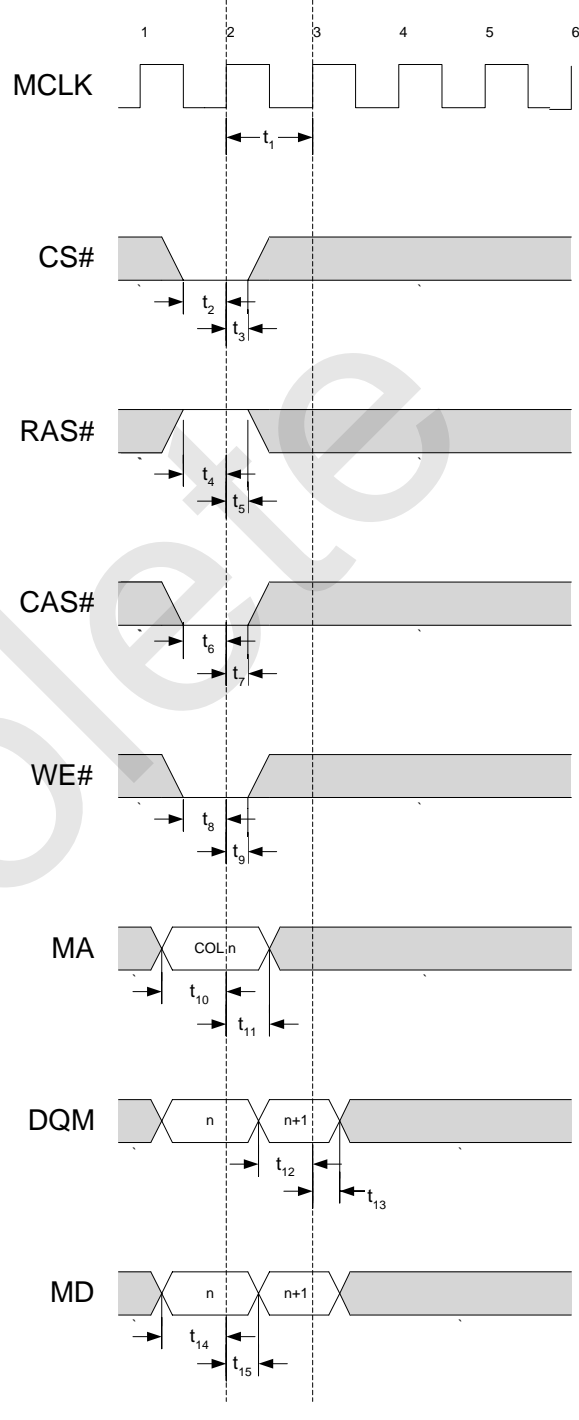 1 2 3 4 5 6
MCLK
t1
CS#
t2
t3
RAS#
t4
t5
CAS#
t6
t7
WE#
t8
t9
MA
COL n
t10
t11
DQM
n n+1
t12
t13
MD
n n+1
t14
t15
olete